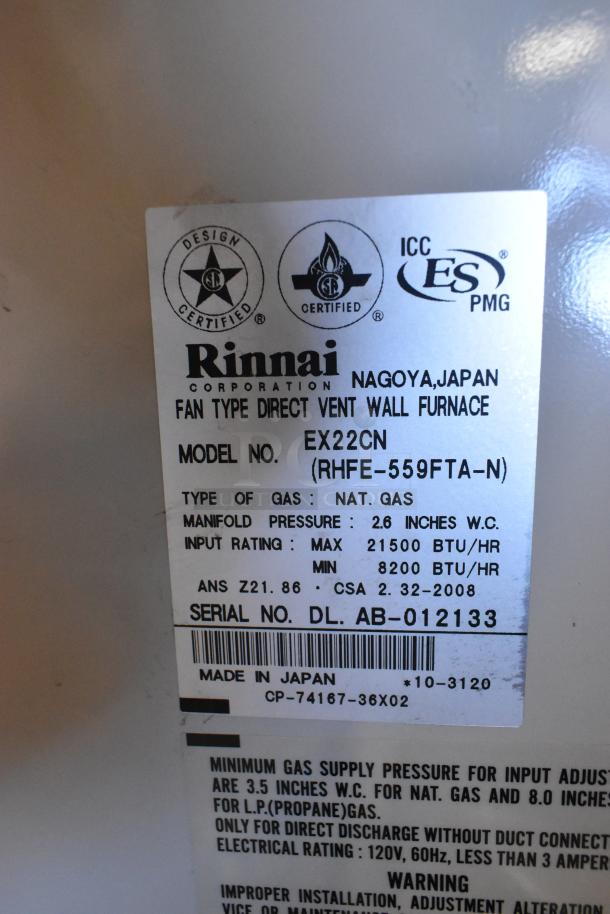 DESIGN
CERTIFIED
®
CERTIFIED
®
ICC
ES®
PMG
Rinnai
CORPORATION NAGOYA,JAPAN
FAN TYPE DIRECT VENT WALL FURNACE
MODEL NO. EX22CN
(RHFE-559FTA-N)
TYPE OF GAS : NAT. GAS
MANIFOLD PRESSURE : 2.6 INCHES W.C.
INPUT RATING : MAX 21500 BTU/HR
MIN 8200 BTU/HR
ANS Z21. 86 · CSA 2. 32-2008
SERIAL NO. DL. AB-012133
MADE IN JAPAN *10-3120
CP-74167-36X02
MINIMUM GAS SUPPLY PRESSURE FOR INPUT ADJUST
ARE 3.5 INCHES W.C. FOR NAT. GAS AND 8.0 INCHES
FOR L.P.(PROPANE)GAS.
ONLY FOR DIRECT DISCHARGE WITHOUT DUCT CONNECT
ELECTRICAL RATING : 120V, 60Hz, LESS THAN 3 AMPER
WARNING
IMPROPER INSTALLATION, ADJUSTMENT ALTERATION,
VICE OR